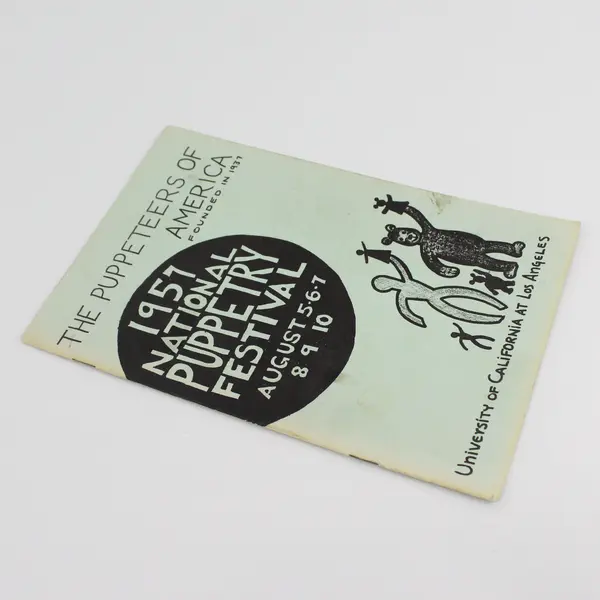 THE PUPPETEERS OF
AMERICA
FOUNDED IN 1937
1957
NATIONAL
PUPPETRY
FESTIVAL
AUGUST 5·6·7
8 9 10
UNIVERSITY OF CALIFORNIA AT LOS ANGELES